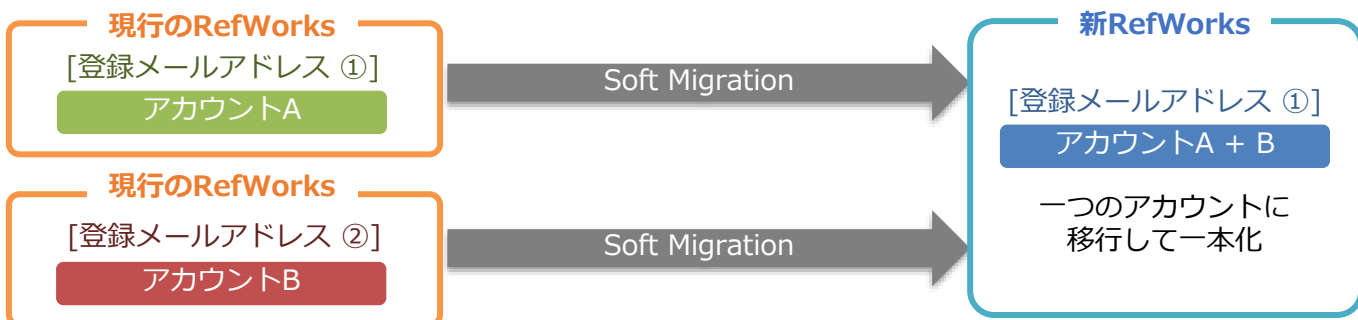 現行のRefWorks
[登録メールアドレス ①]
アカウントA
Soft Migration
現行のRefWorks
[登録メールアドレス ②]
アカウントB
Soft Migration
新RefWorks
[登録メールアドレス ①]
アカウントA + B
一つのアカウントに
移行して一本化